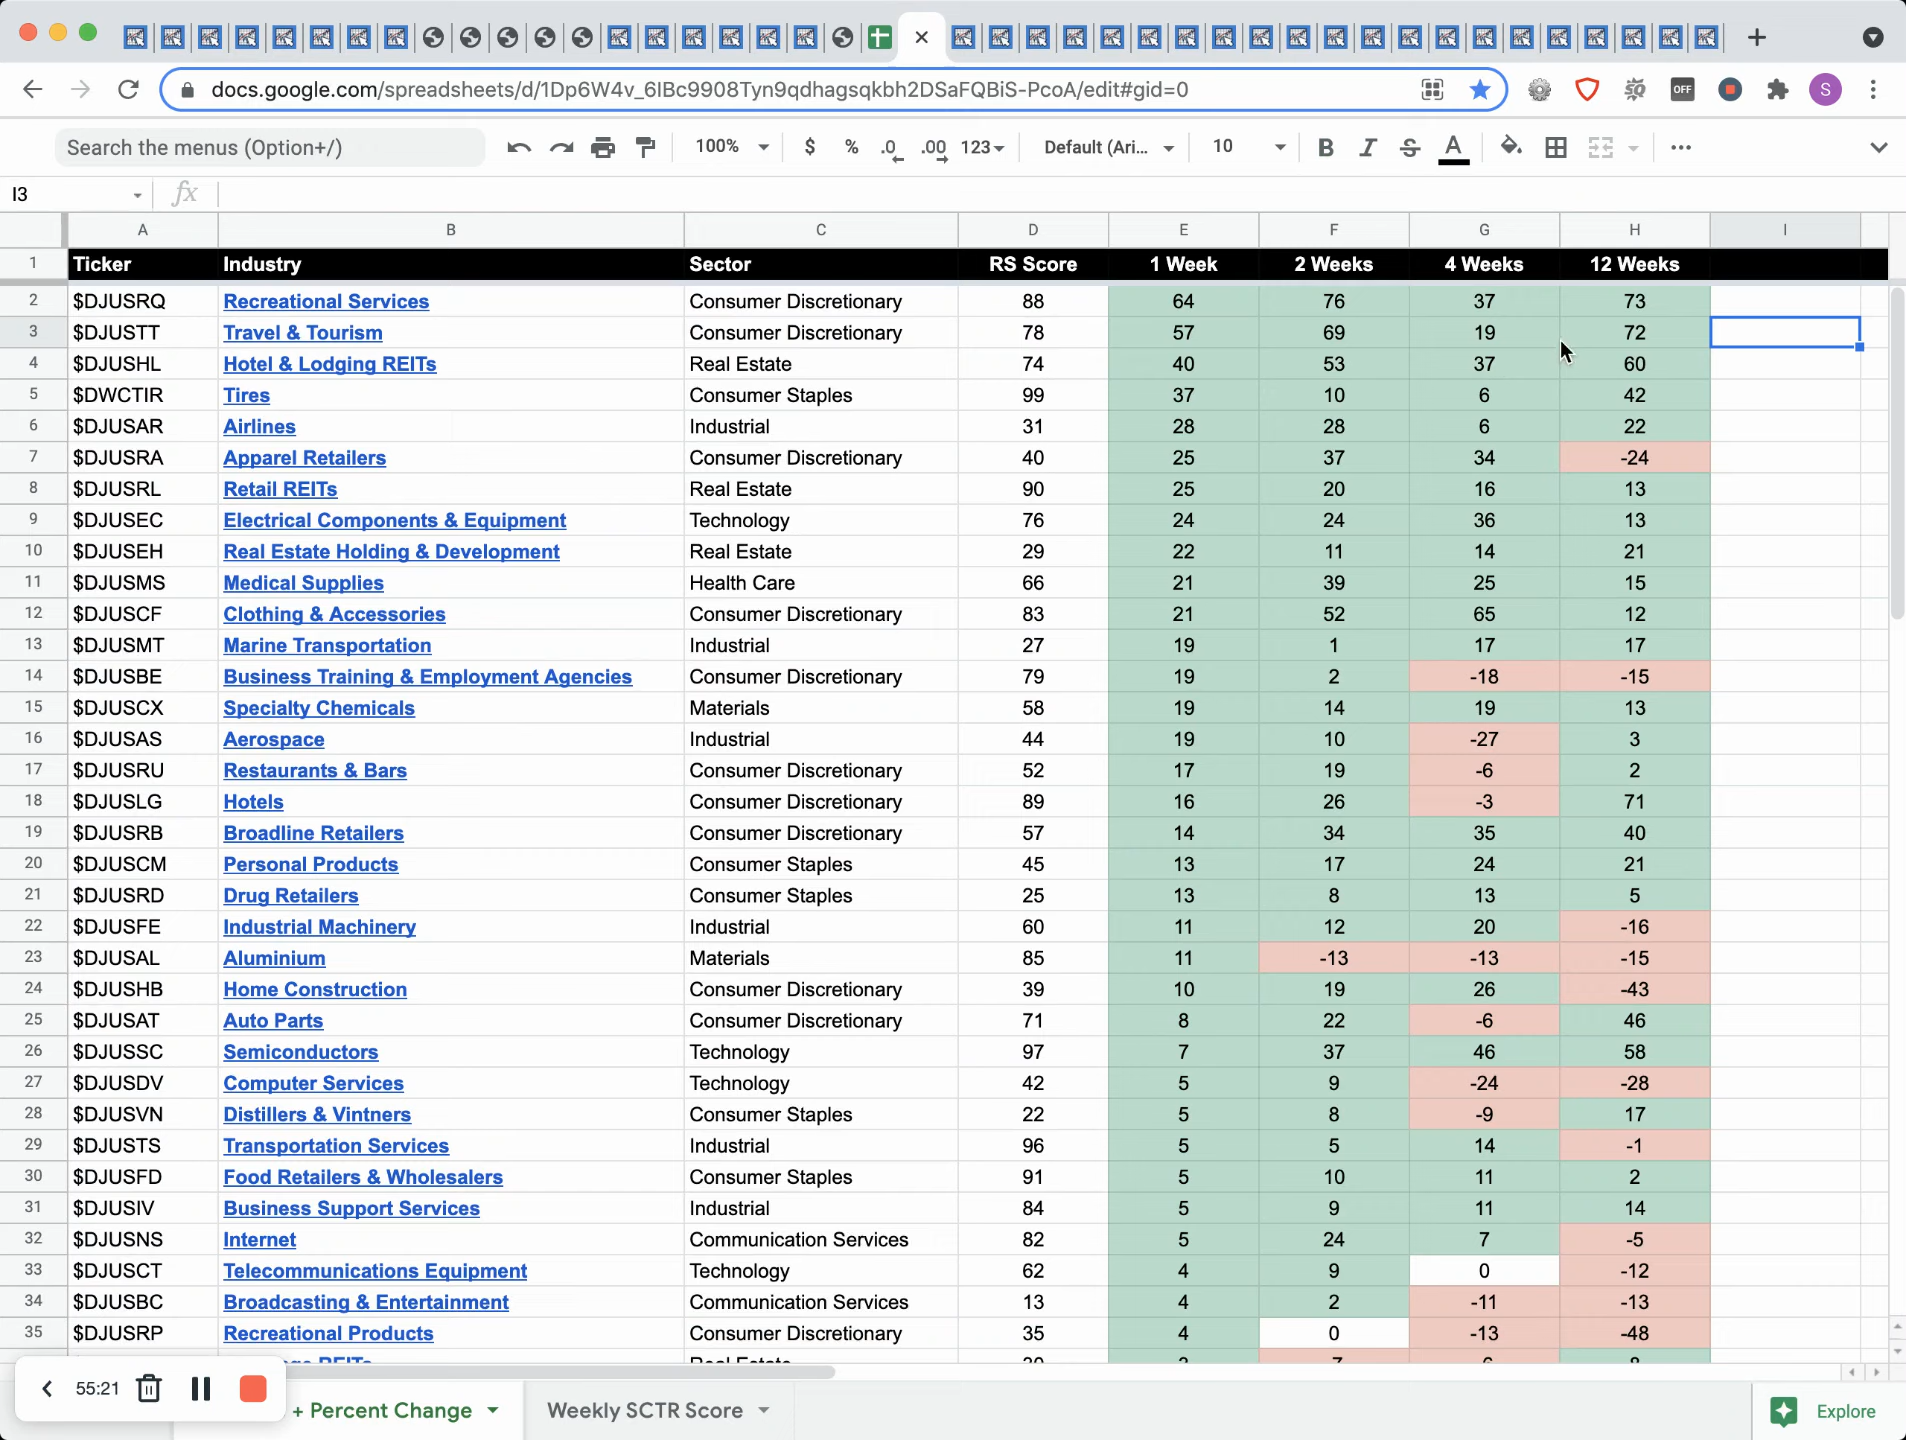 docs.google.com/spreadsheets/d/1Dp6W4v_6IBc9908Tyn9qdhagsqkbh2DSaFQBiS-PcoA/edit#gid=0
OFF
S
Search the menus (Option+/)
100%
$
%
.0
.00
123
Default (Ari...
10
B
I
S
A
I3
fx
A B C D E F G H I
1 Ticker Industry Sector RS Score 1 Week 2 Weeks 4 Weeks 12 Weeks
2 $DJUSRQ Recreational Services Consumer Discretionary 88 64 76 37 73
3 $DJUSTT Travel & Tourism Consumer Discretionary 78 57 69 19 72
4 $DJUSHL Hotel & Lodging REITs Real Estate 74 40 53 37 60
5 $DWCTIR Tires Consumer Staples 99 37 10 6 42
6 $DJUSAR Airlines Industrial 31 28 28 6 22
7 $DJUSRA Apparel Retailers Consumer Discretionary 40 25 37 34 -24
8 $DJUSRL Retail REITs Real Estate 90 25 20 16 13
9 $DJUSEC Electrical Components & Equipment Technology 76 24 24 36 13
10 $DJUSEH Real Estate Holding & Development Real Estate 29 22 11 14 21
11 $DJUSMS Medical Supplies Health Care 66 21 39 25 15
12 $DJUSCF Clothing & Accessories Consumer Discretionary 83 21 52 65 12
13 $DJUSMT Marine Transportation Industrial 27 19 1 17 17
14 $DJUSBE Business Training & Employment Agencies Consumer Discretionary 79 19 2 -18 -15
15 $DJUSCX Specialty Chemicals Materials 58 19 14 19 13
16 $DJUSAS Aerospace Industrial 44 19 10 -27 3
17 $DJUSRU Restaurants & Bars Consumer Discretionary 52 17 19 -6 2
18 $DJUSLG Hotels Consumer Discretionary 89 16 26 -3 71
19 $DJUSRB Broadline Retailers Consumer Discretionary 57 14 34 35 40
20 $DJUSCM Personal Products Consumer Staples 45 13 17 24 21
21 $DJUSRD Drug Retailers Consumer Staples 25 13 8 13 5
22 $DJUSFE Industrial Machinery Industrial 60 11 12 20 -16
23 $DJUSAL Aluminium Materials 85 11 -13 -13 -15
24 $DJUSHB Home Construction Consumer Discretionary 39 10 19 26 -43
25 $DJUSAT Auto Parts Consumer Discretionary 71 8 22 -6 46
26 $DJUSSC Semiconductors Technology 97 7 37 46 58
27 $DJUSDV Computer Services Technology 42 5 9 -24 -28
28 $DJUSVN Distillers & Vintners Consumer Staples 22 5 8 -9 17
29 $DJUSTS Transportation Services Industrial 96 5 5 14 -1
30 $DJUSFD Food Retailers & Wholesalers Consumer Staples 91 5 10 11 2
31 $DJUSIV Business Support Services Industrial 84 5 9 11 14
32 $DJUSNS Internet Communication Services 82 5 24 7 -5
33 $DJUSCT Telecommunications Equipment Technology 62 4 9 0 -12
34 $DJUSBC Broadcasting & Entertainment Communication Services 13 4 2 -11 -13
35 $DJUSRP Recreational Products Consumer Discretionary 35 4 0 -13 -48
REITs Real Estate
55:21
+ Percent Change
Weekly SCTR Score
Explore